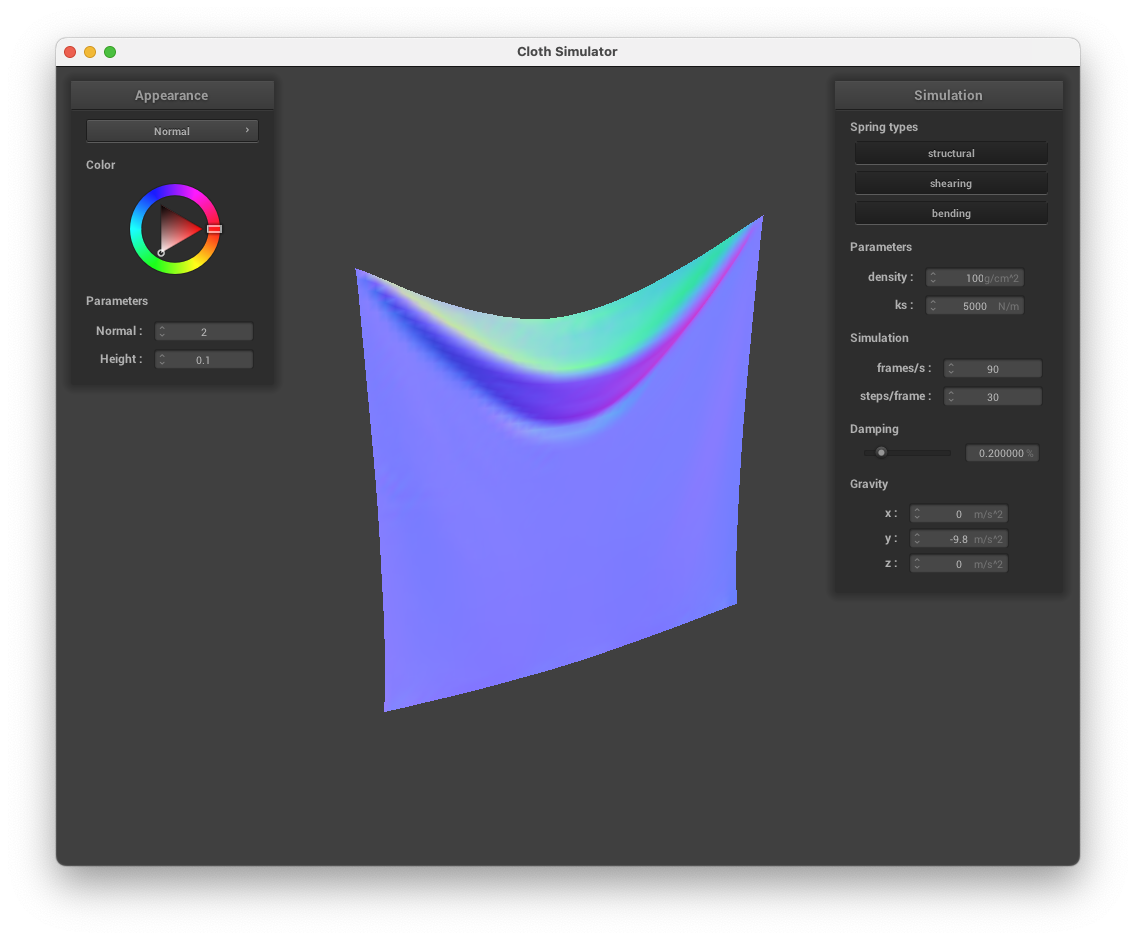 Cloth Simulator
Appearance
Normal ›
Color
Parameters
Normal : 2
Height : 0.1
Simulation
Spring types
structural
shearing
bending
Parameters
density : 100g/cm^2
ks : 5000 N/m
Simulation
frames/s : 90
steps/frame : 30
Damping
0.200000 %
Gravity
x : 0 m/s^2
y : -9.8 m/s^2
z : 0 m/s^2